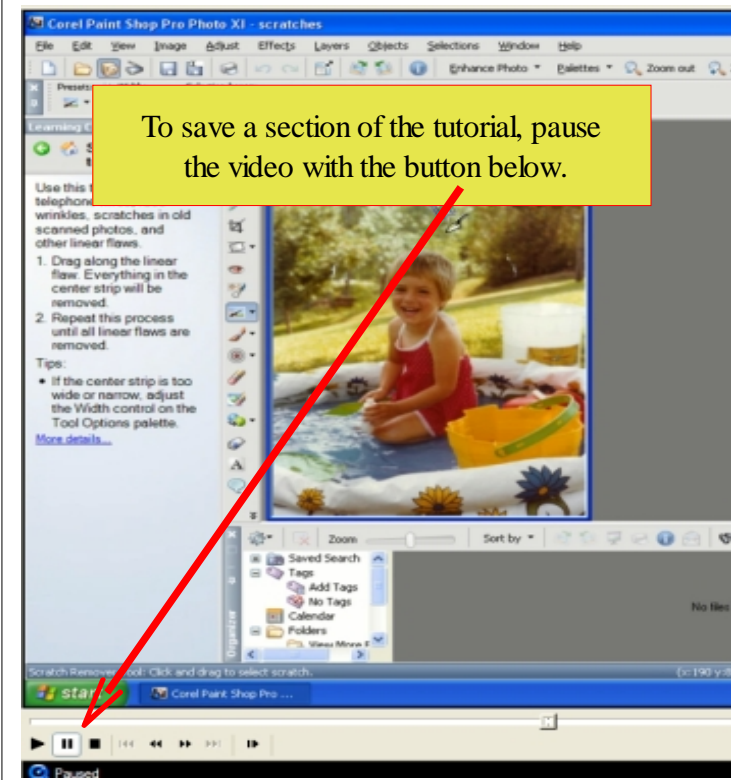 Corel Paint Shop Pro Photo XI - scratches
File Edit View Image Adjust Effects Layers Objects Selections Window Help
Enhance Photo Palettes Zoom out
To save a section of the tutorial, pause
the video with the button below.
Use this
telephone
wrinkles, scratches in old
scanned photos, and
other linear flaws.
1. Drag along the linear
flaw. Everything in the
center strip will be
removed.
2. Repeat this process
until all linear flaws are
removed.
Tips:
• If the center strip is too
wide or narrow, adjust
the Width control on the
Tool Options palette.
More details...
Zoom Sort by
Saved Search
Tags
Add Tags
No Tags
Calendar
Folders
View More F
Organizer
No files
Scratch Remover Tool: Click and drag to select scratch.
start Corel Paint Shop Pro ...
Paused